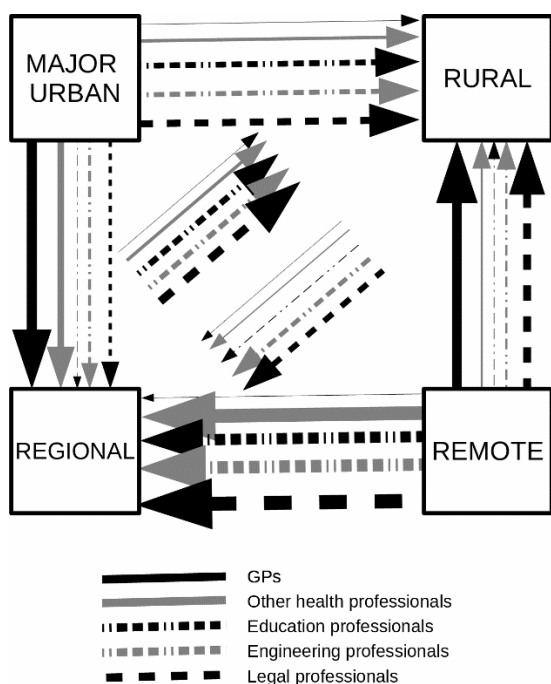 MAJOR
URBAN
RURAL
REGIONAL
REMOTE
GPs
Other health professionals
Education professionals
Engineering professionals
Legal professionals